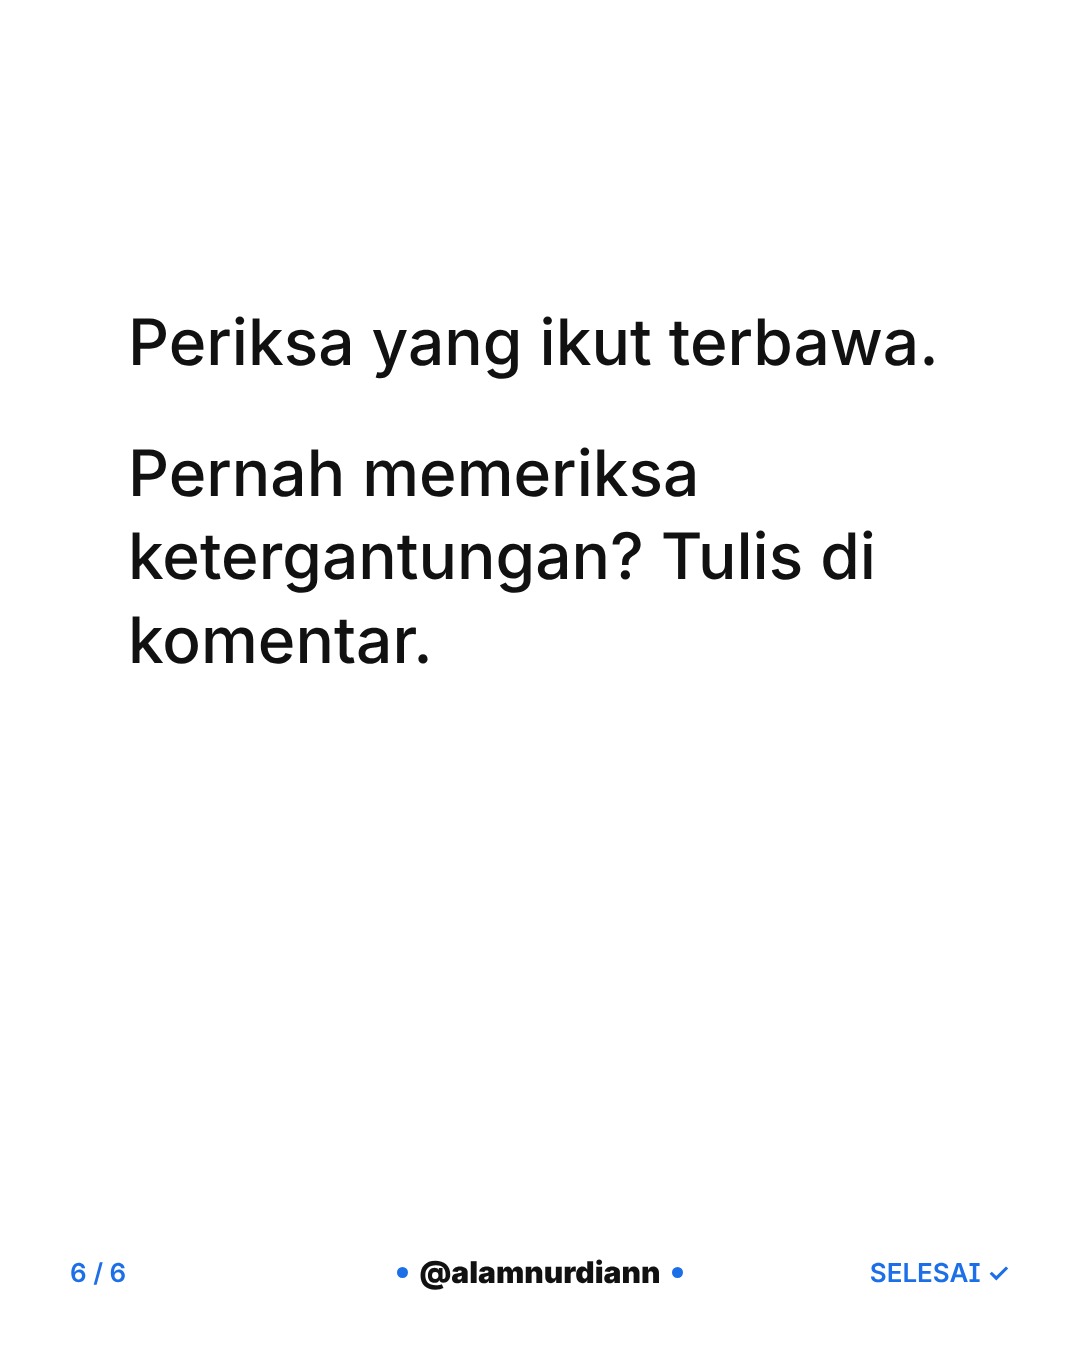 Periksa yang ikut terbawa.
Pernah memeriksa
ketergantungan? Tulis di
komentar.
6 / 6
• @alamnurdiann •
SELESAI ✓